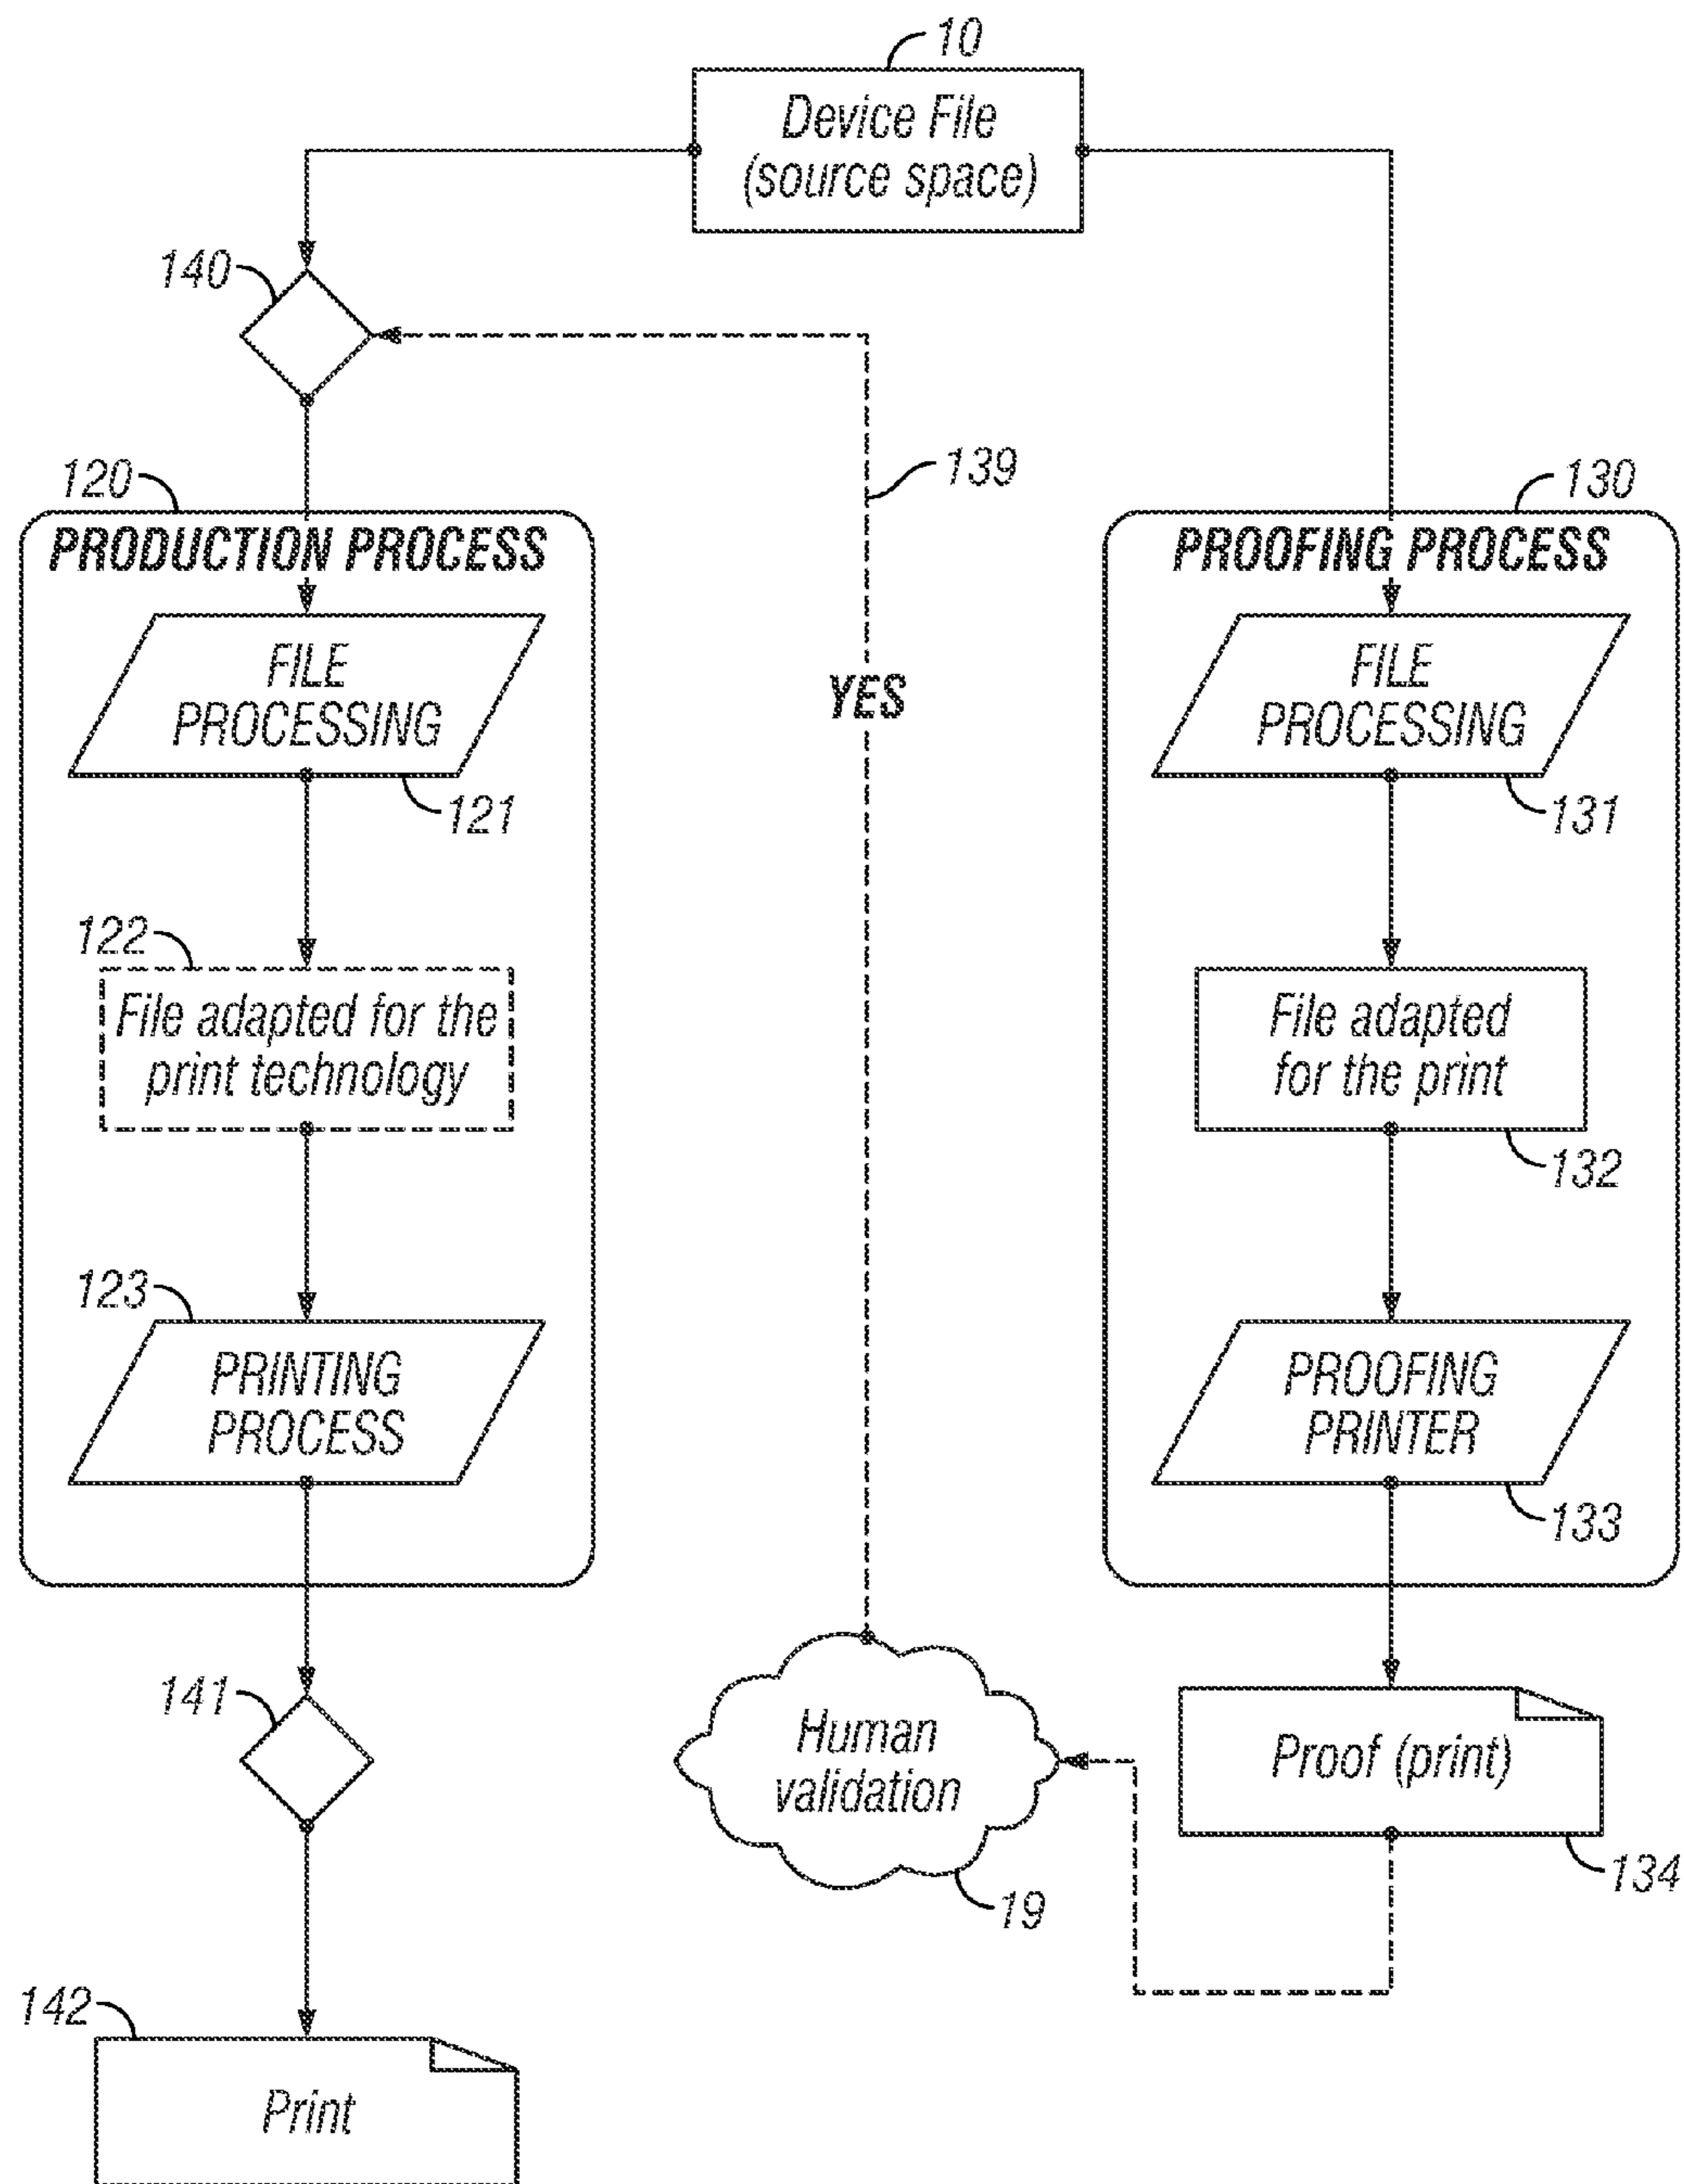 10
Device File
(source space)
140
139
120
PRODUCTION PROCESS
FILE
PROCESSING
121
122
File adapted for the
print technology
123
PRINTING
PROCESS
141
142
Print
YES
130
PROOFING PROCESS
FILE
PROCESSING
131
File adapted
for the print
132
PROOFING
PRINTER
133
Proof (print)
134
Human
validation
19